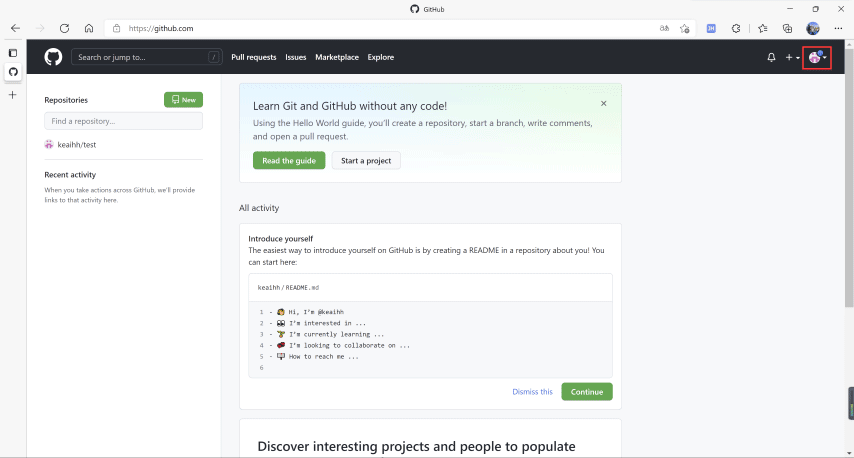 GitHub
https://github.com
Search or jump to...
/
Pull requests
Issues
Marketplace
Explore
Repositories
New
Find a repository...
keaihh/test
Recent activity
When you take actions across GitHub, we'll provide
links to that activity here.
Learn Git and GitHub without any code!
Using the Hello World guide, you'll create a repository, start a branch, write comments,
and open a pull request.
Read the guide
Start a project
All activity
Introduce yourself
The easiest way to introduce yourself on GitHub is by creating a README in a repository about you! You
can start here:
keaihh / README.md
1 - 👋 Hi, I'm @keaihh
2 - 👀 I'm interested in ...
3 - 🌱 I'm currently learning ...
4 - 💞️ I'm looking to collaborate on ...
5 - 📫 How to reach me ...
6
Dismiss this
Continue
Discover interesting projects and people to populate